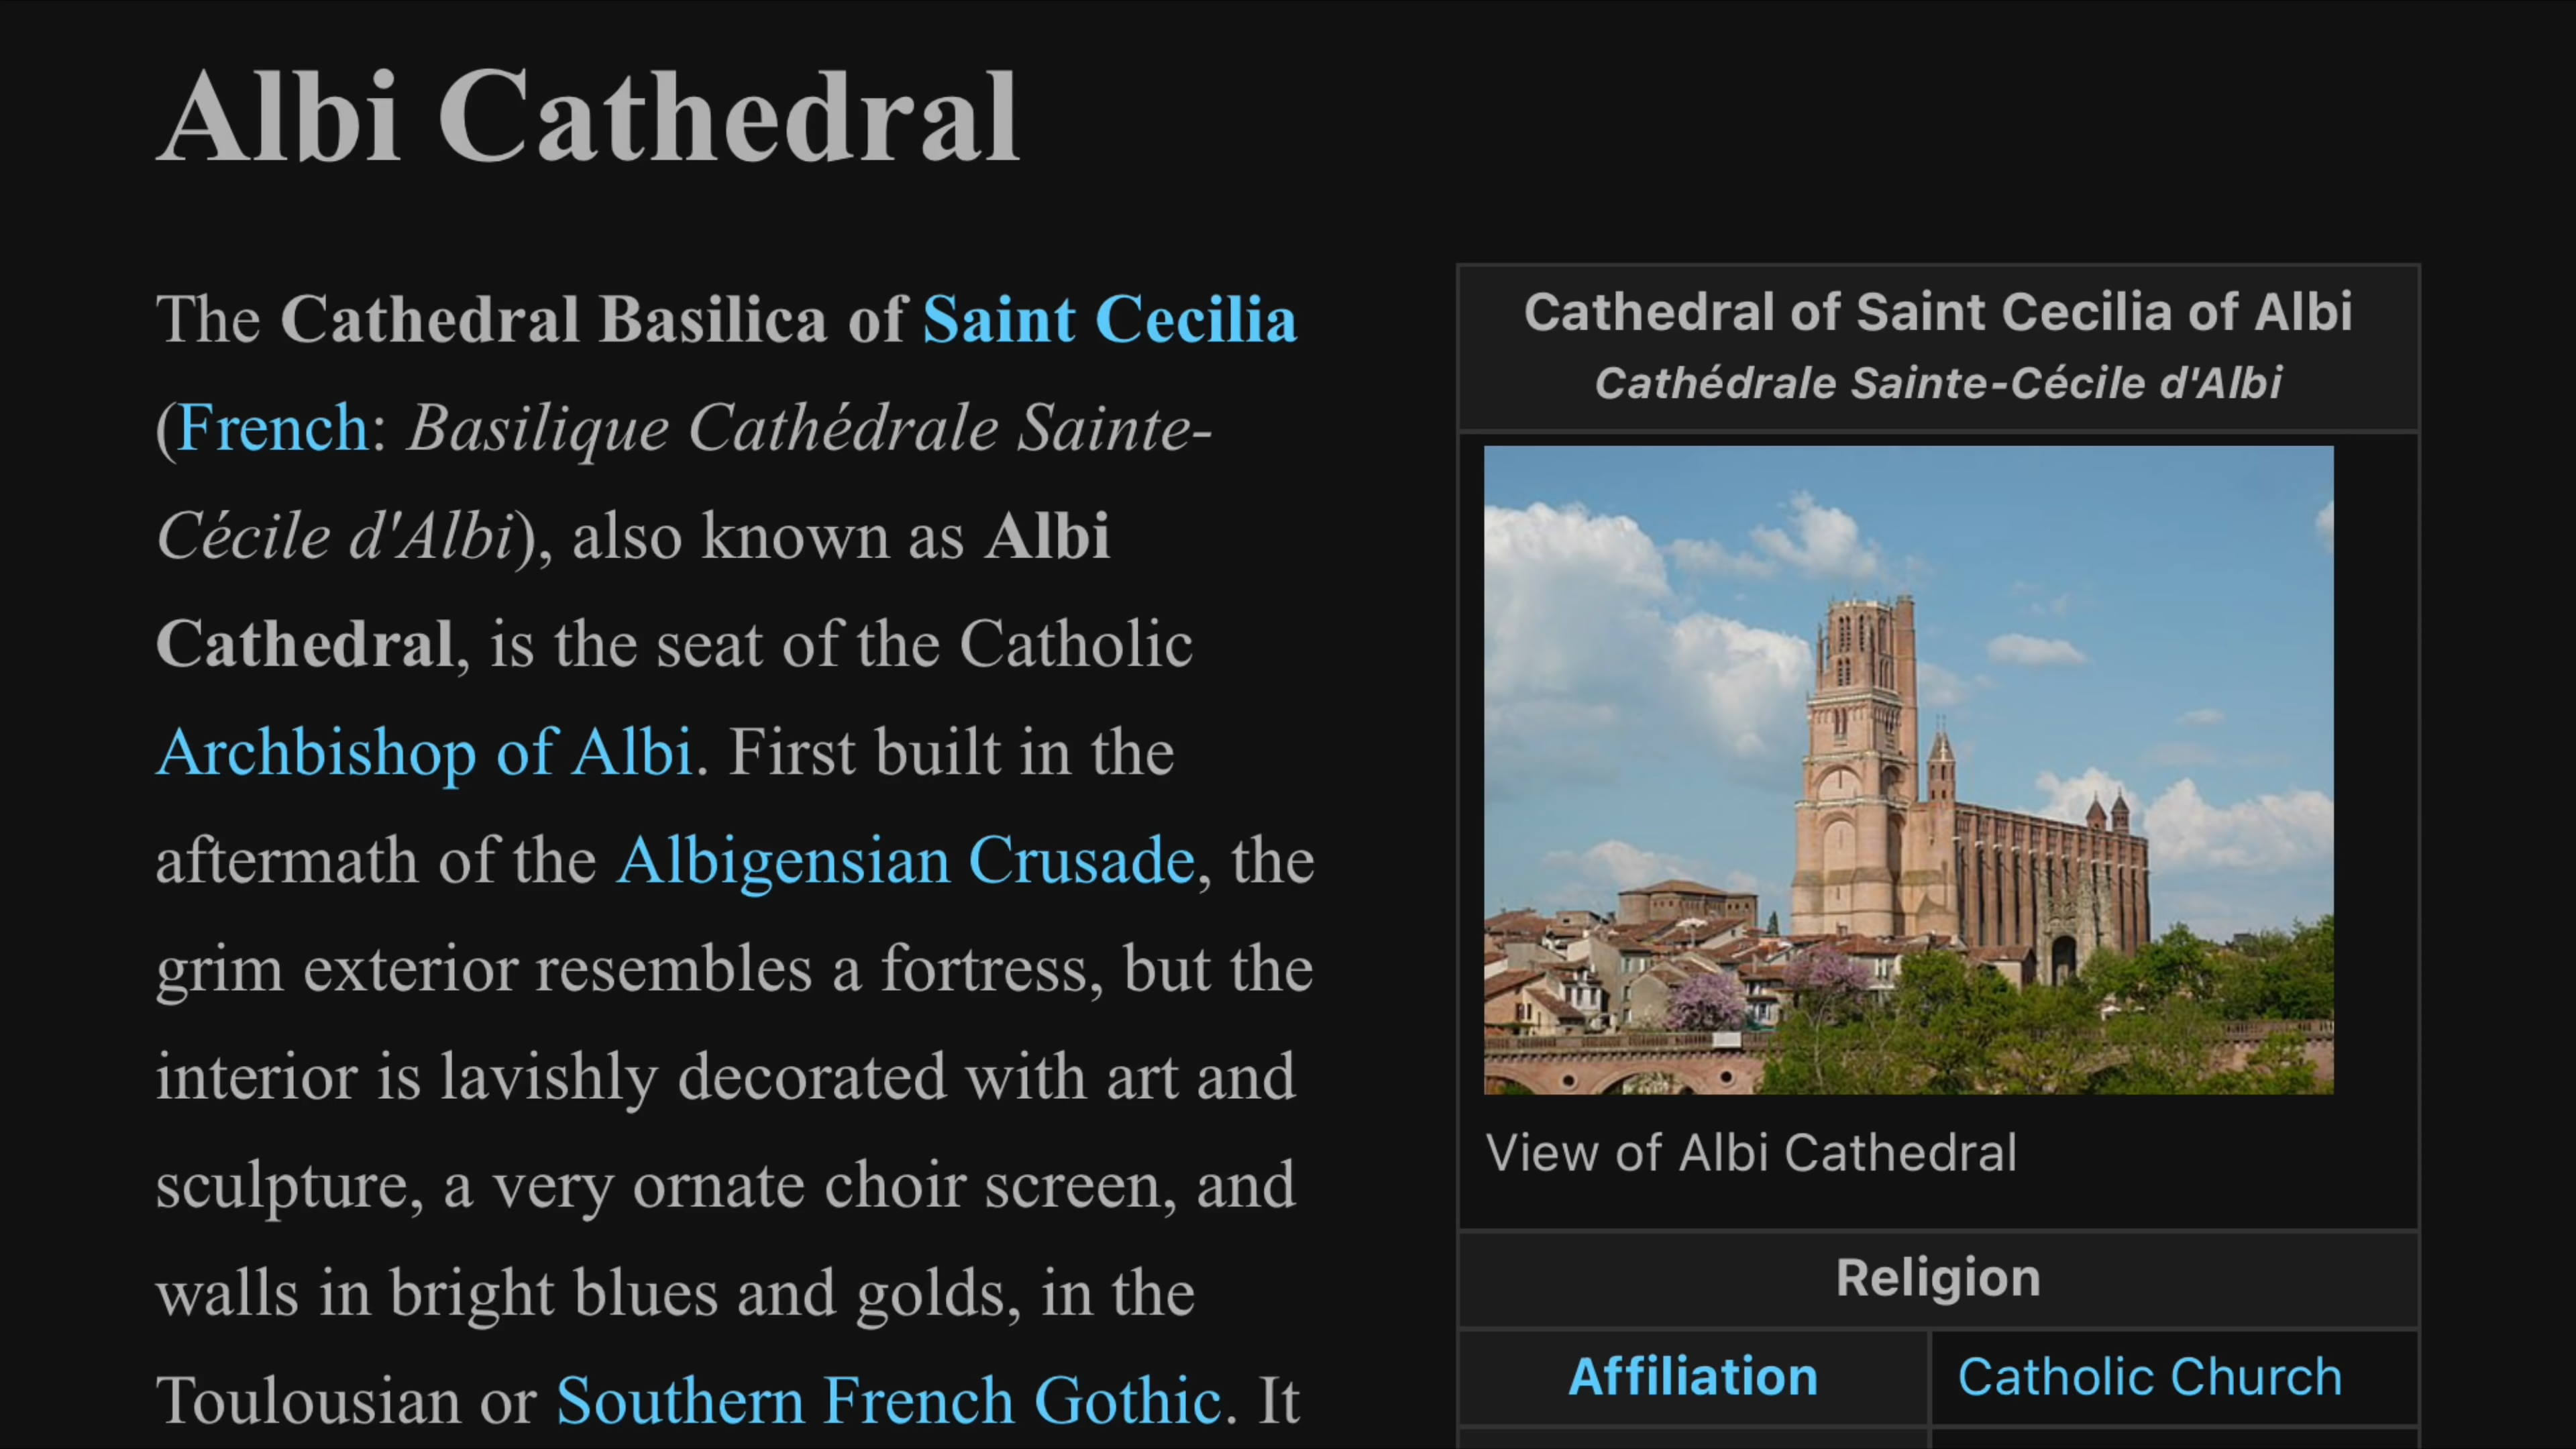 Albi Cathedral
The Cathedral Basilica of Saint Cecilia
(French: Basilique Cathédrale Sainte-
Cécile d'Albi), also known as Albi
Cathedral, is the seat of the Catholic
Archbishop of Albi. First built in the
aftermath of the Albigensian Crusade, the
grim exterior resembles a fortress, but the
interior is lavishly decorated with art and
sculpture, a very ornate choir screen, and
walls in bright blues and golds, in the
Toulousian or Southern French Gothic. It
Cathedral of Saint Cecilia of Albi
Cathédrale Sainte-Cécile d'Albi
View of Albi Cathedral
Religion
Affiliation Catholic Church